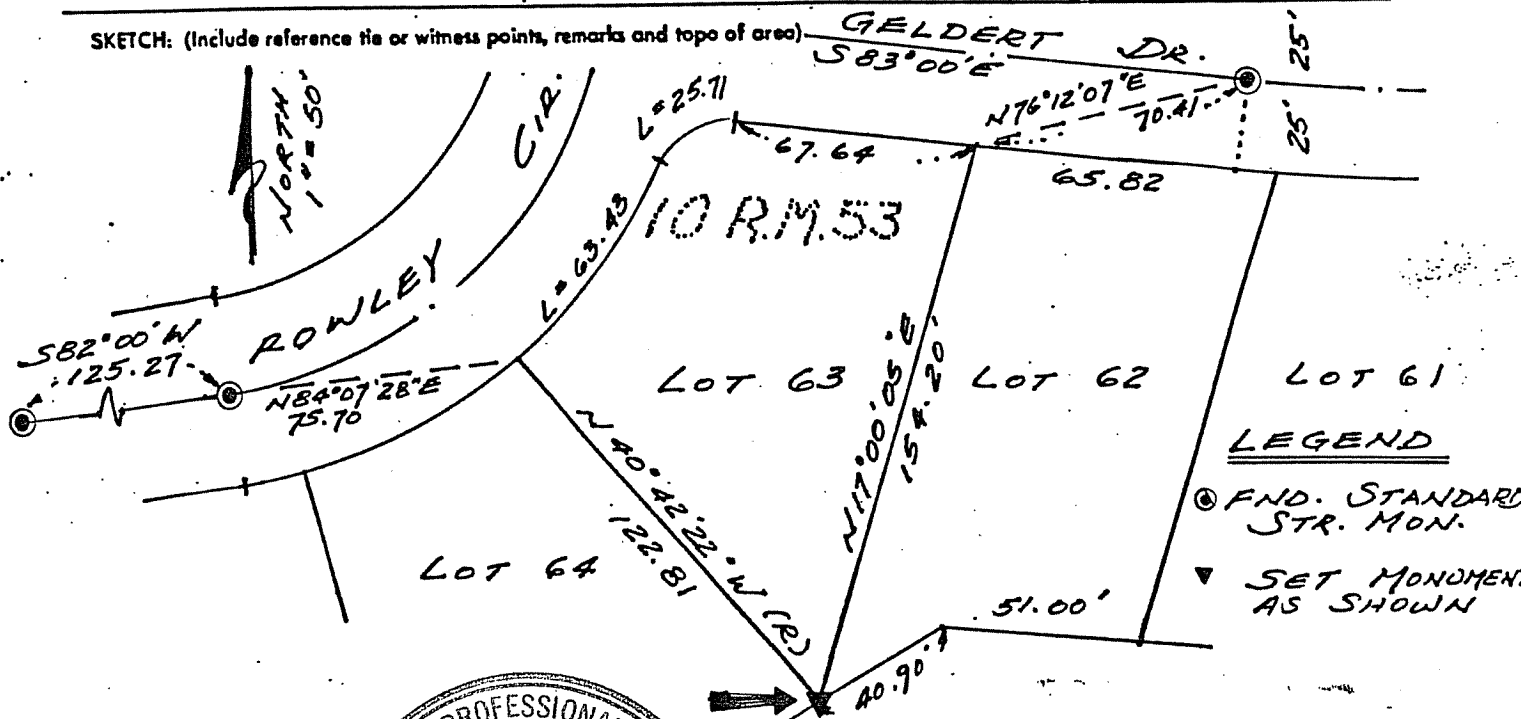 SKETCH: (Include reference tie or witness points, remarks and topo of area)
GELDERT DR.
S 83°00' E
25'
25'
NORTH
1" = 50'
CIR.
L = 25.71
N76°12'07"E
70.41
67.64
65.82
10 R.M. 53
L = 63.43
ROWLEY
S82°00' W
125.27
N84°07'28"E
75.70
LOT 63
N17°00'05"E
154.20'
LOT 62
LOT 61
LEGEND
FND. STANDARD
STR. MON.
SET MONUMENT
AS SHOWN
LOT 64
N 40°42'22" W (R)
122.81
51.00'
40.90'
PROFESSIONA